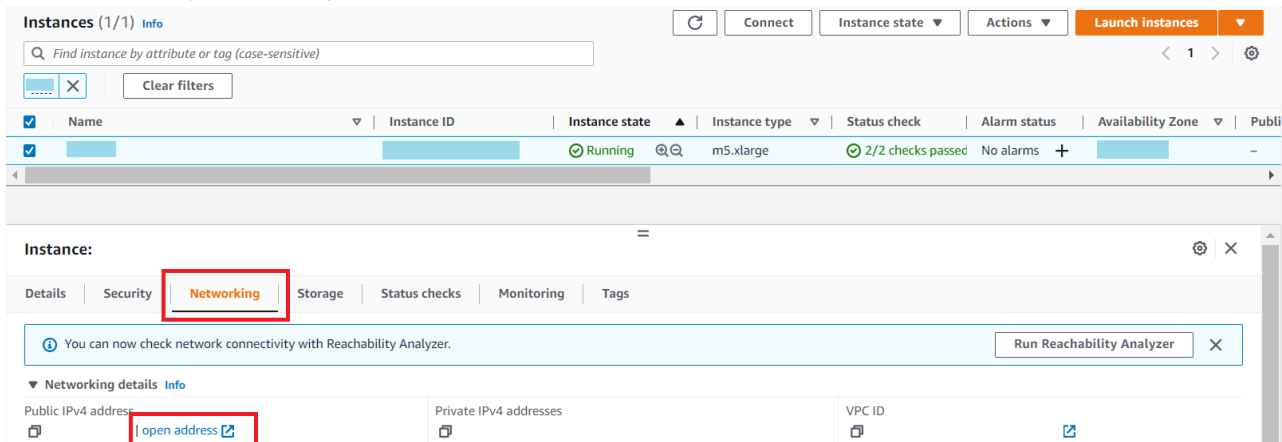 Instances (1/1) Info
Connect
Instance state
Actions
Launch instances
Find instance by attribute or tag (case-sensitive)
1
Clear filters
Name
Instance ID
Instance state
Instance type
Status check
Alarm status
Availability Zone
Publi
Running
m5.xlarge
2/2 checks passed
No alarms +
–
Instance:
Details
Security
Networking
Storage
Status checks
Monitoring
Tags
You can now check network connectivity with Reachability Analyzer.
Run Reachability Analyzer
Networking details Info
Public IPv4 address
Private IPv4 addresses
VPC ID
| open address